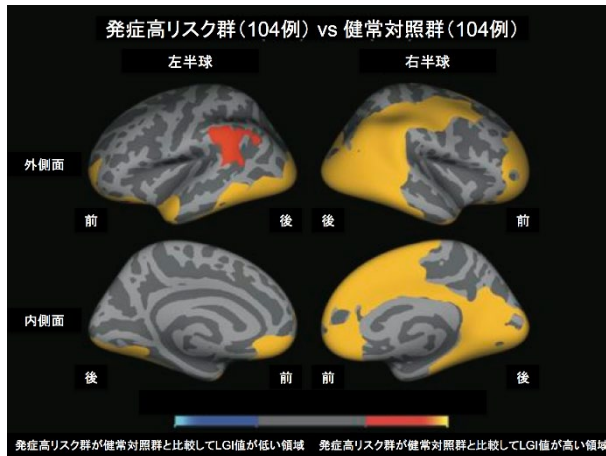 発症高リスク群(104例) vs 健常対照群(104例)
左半球 右半球
外側面
前 後 後 前
内側面
後 前 前 後
発症高リスク群が健常対照群と比較してLGI値が低い領域 発症高リスク群が健常対照群と比較してLGI値が高い領域